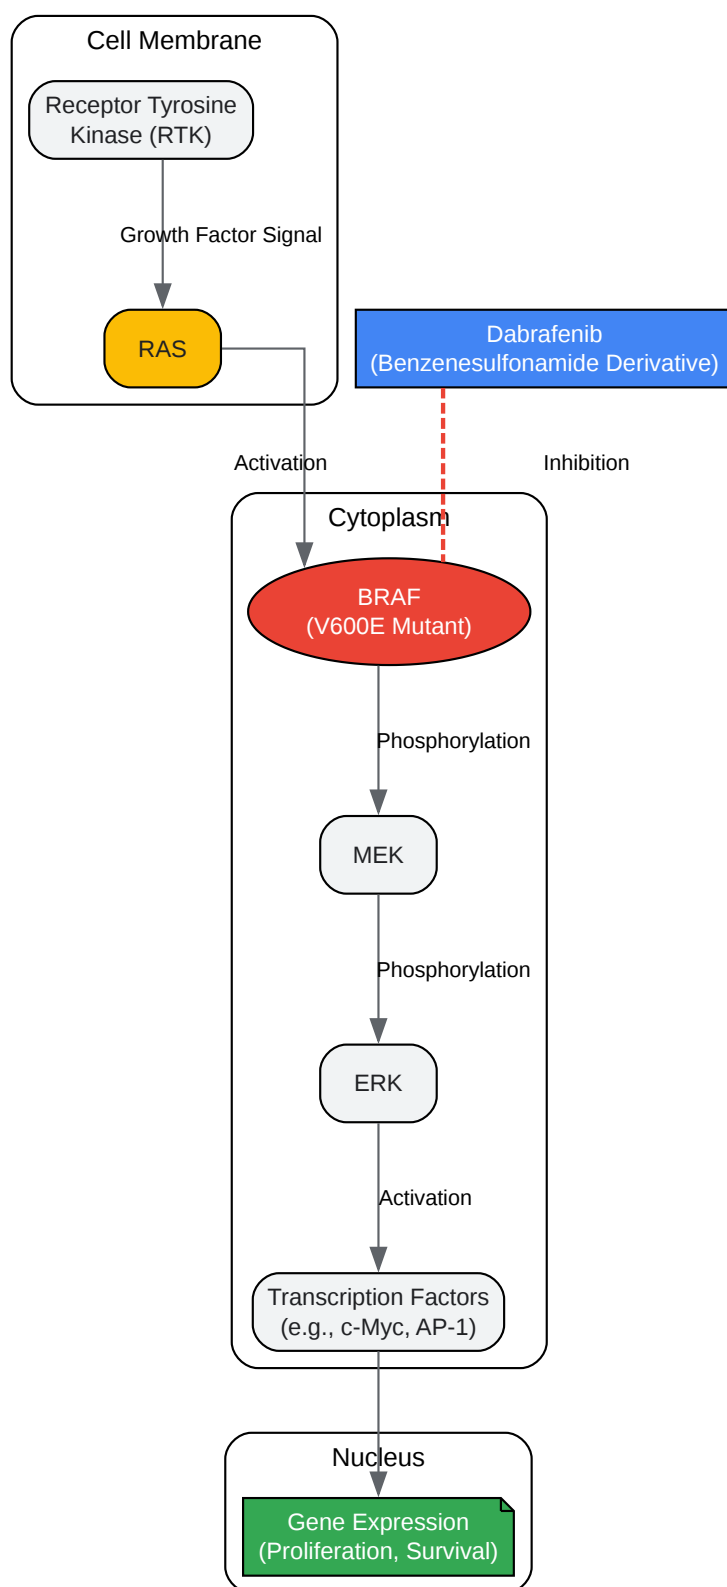 Cell Membrane
Receptor Tyrosine
Kinase (RTK)
Growth Factor Signal
RAS
Dabrafenib
(Benzenesulfonamide Derivative)
Activation
Inhibition
Cytoplasm
BRAF
(V600E Mutant)
Phosphorylation
MEK
Phosphorylation
ERK
Activation
Transcription Factors
(e.g., c-Myc, AP-1)
Nucleus
Gene Expression
(Proliferation, Survival)